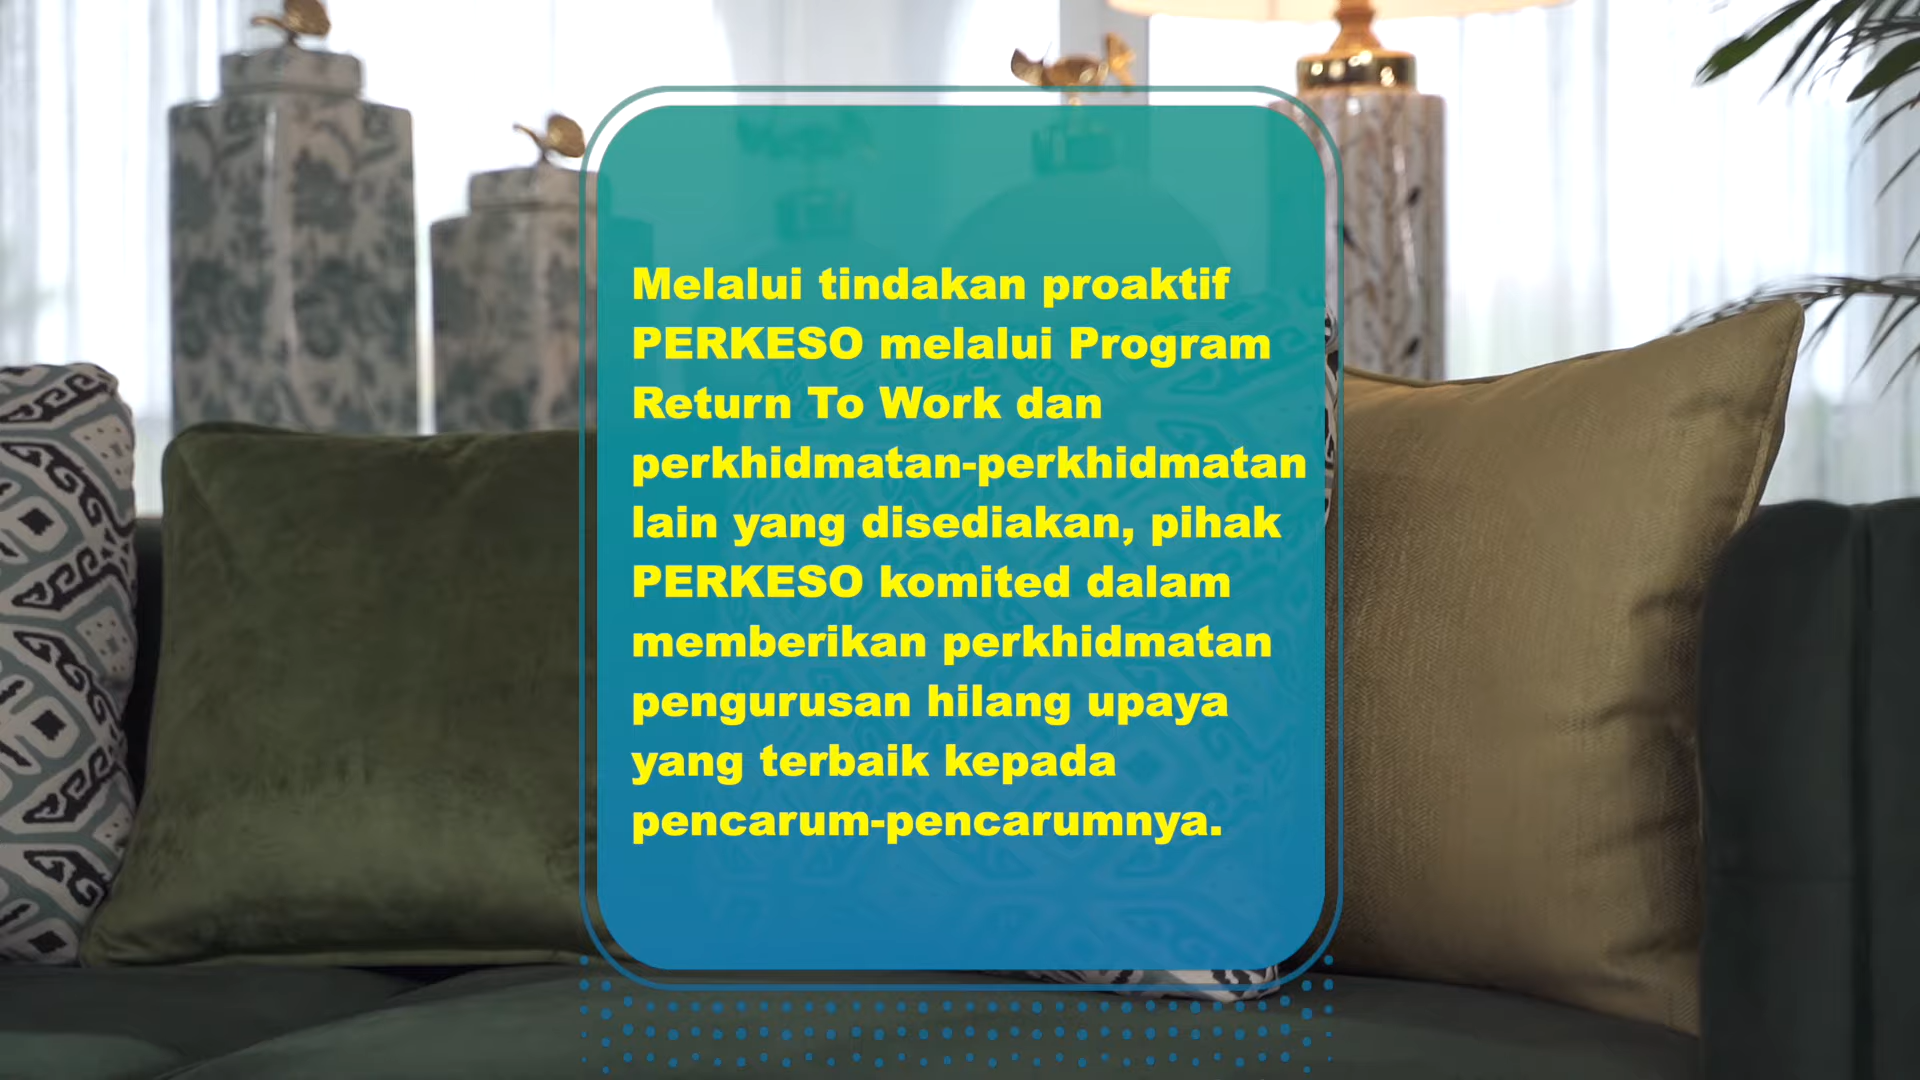 Melalui tindakan proaktif
PERKESO melalui Program
Return To Work dan
perkhidmatan-perkhidmatan
lain yang disediakan, pihak
PERKESO komited dalam
memberikan perkhidmatan
pengurusan hilang upaya
yang terbaik kepada
pencarum-pencarumnya.